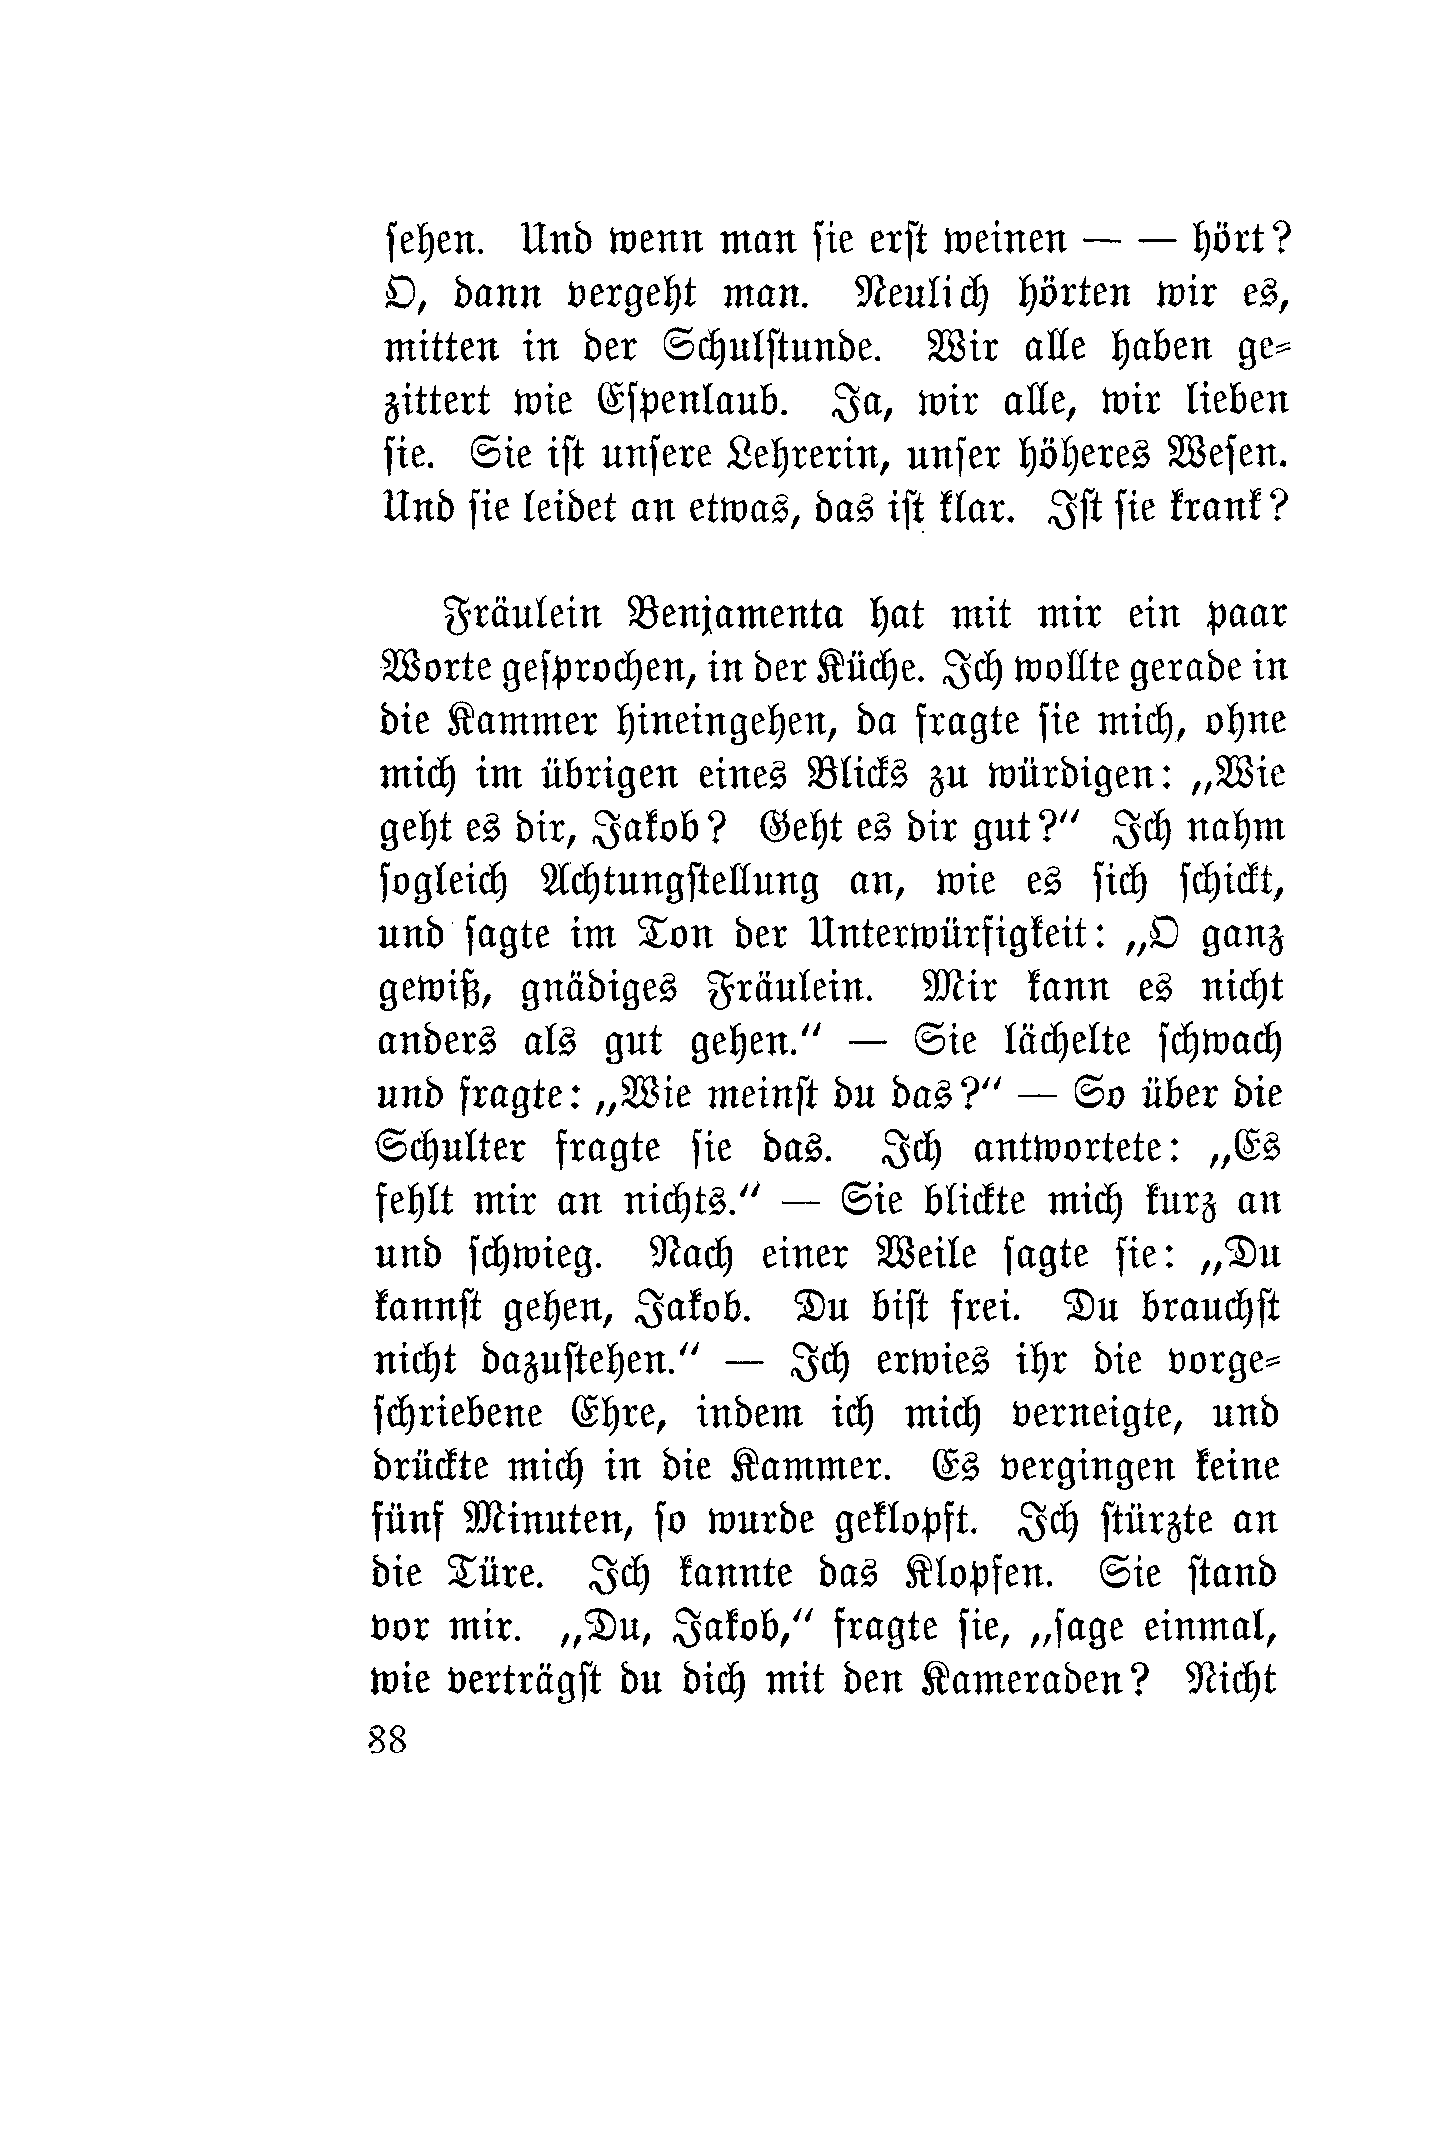 sehen. Und wenn man sie erst weinen — — hört?
O, dann vergeht man. Neulich hörten wir es,
mitten in der Schulstunde. Wir alle haben ge-
zittert wie Espenlaub. Ja, wir alle, wir lieben
sie. Sie ist unsere Lehrerin, unser höheres Wesen.
Und sie leidet an etwas, das ist klar. Ist sie krank?
Fräulein Benjamenta hat mit mir ein paar
Worte gesprochen, in der Küche. Ich wollte gerade in
die Kammer hineingehen, da fragte sie mich, ohne
mich im übrigen eines Blicks zu würdigen: „Wie
geht es dir, Jakob? Geht es dir gut?“ Ich nahm
sogleich Achtungstellung an, wie es sich schickt,
und sagte im Ton der Unterwürfigkeit: „O ganz
gewiß, gnädiges Fräulein. Mir kann es nicht
anders als gut gehen.“ — Sie lächelte schwach
und fragte: „Wie meinst du das?“ — So über die
Schulter fragte sie das. Ich antwortete: „Es
fehlt mir an nichts.“ — Sie blickte mich kurz an
und schwieg. Nach einer Weile sagte sie: „Du
kannst gehen, Jakob. Du bist frei. Du brauchst
nicht dazustehen.“ — Ich erwies ihr die vorge-
schriebene Ehre, indem ich mich verneigte, und
drückte mich in die Kammer. Es vergingen keine
fünf Minuten, so wurde geklopft. Ich stürzte an
die Türe. Ich kannte das Klopfen. Sie stand
vor mir. „Du, Jakob,“ fragte sie, „sage einmal,
wie verträgst du dich mit den Kameraden? Nicht
88